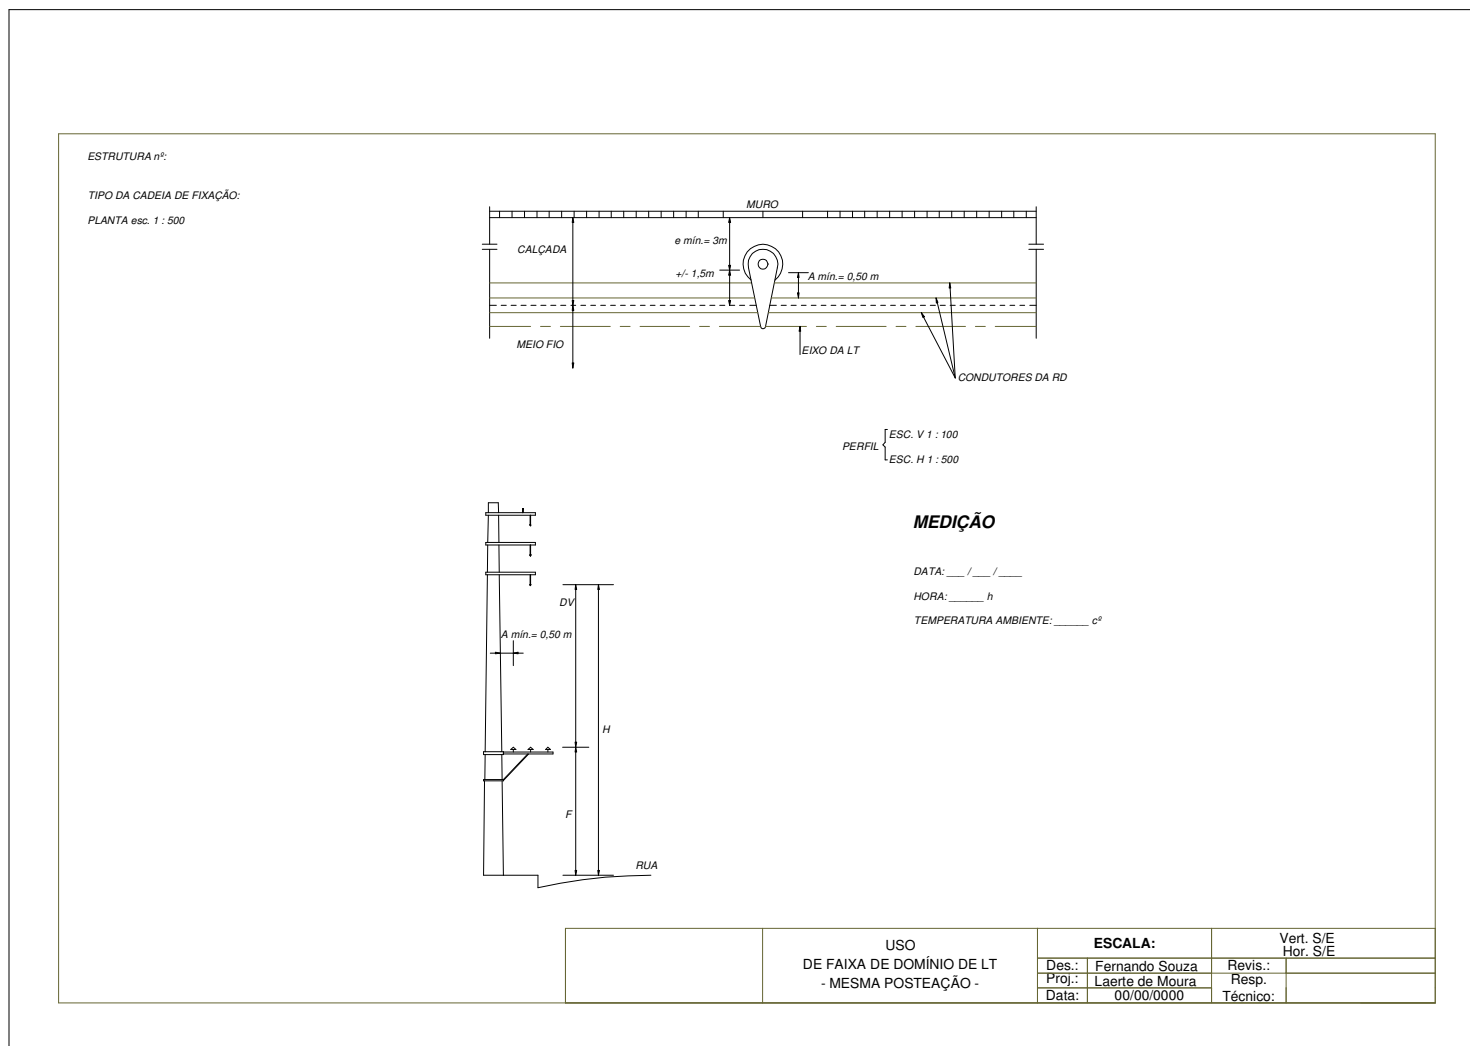 ESTRUTURA nº:
TIPO DA CADEIA DE FIXAÇÃO:
PLANTA esc. 1 : 500
MURO
CALÇADA
e mín.= 3m
+/- 1,5m
A mín.= 0,50 m
MEIO FIO
EIXO DA LT
CONDUTORES DA RD
PERFIL
ESC. V 1 : 100
ESC. H 1 : 500
MEDIÇÃO
DATA: ___ /___ /____
HORA: ______ h
TEMPERATURA AMBIENTE: ______ cº
DV
A mín.= 0,50 m
H
F
RUA
USO
DE FAIXA DE DOMÍNIO DE LT
- MESMA POSTEAÇÃO -
ESCALA:
Vert. S/E
Hor. S/E
Des.: Fernando Souza Revis.:
Proj.: Laerte de Moura Resp.
Data: 00/00/0000 Técnico: